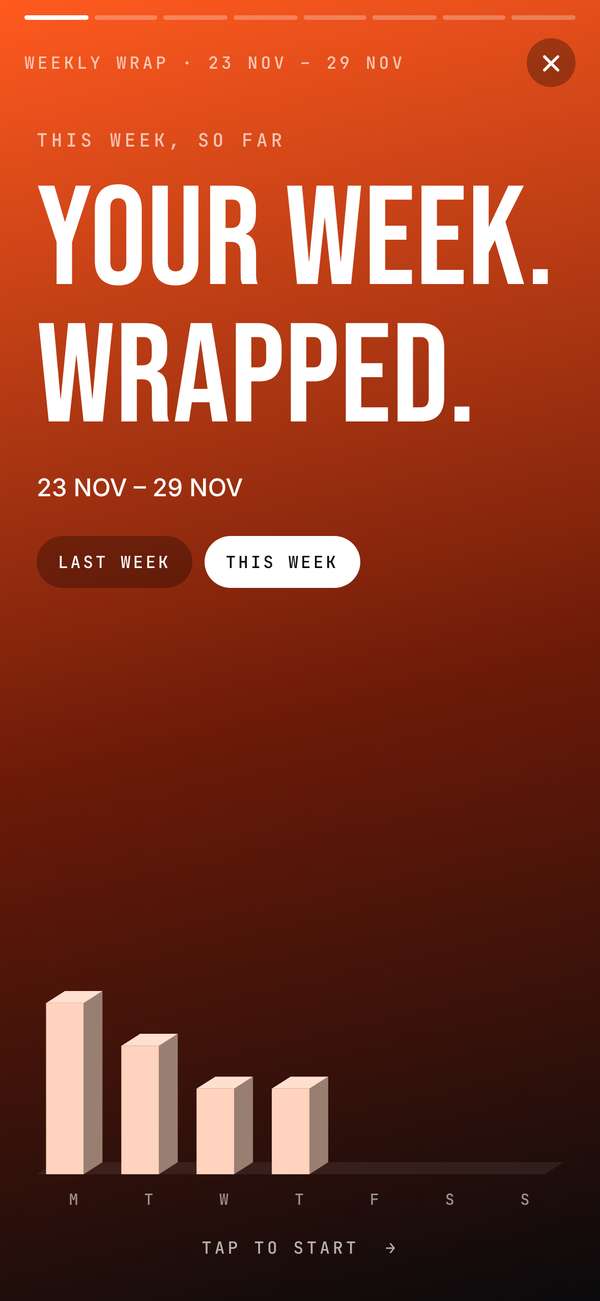 WEEKLY WRAP · 23 NOV – 29 NOV
THIS WEEK, SO FAR
YOUR WEEK.
WRAPPED.
23 NOV – 29 NOV
LAST WEEK THIS WEEK
M T W T F S S
TAP TO START →